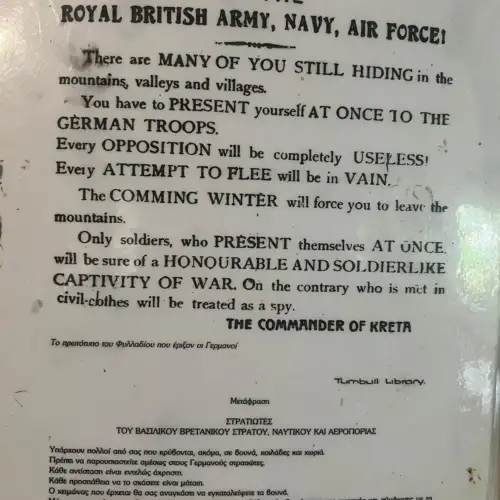 ROYAL BRITISH ARMY, NAVY, AIR FORCE!
There are MANY OF YOU STILL HIDING in the
mountains, valleys and villages.
You have to PRESENT yourself AT ONCE TO THE
GERMAN TROOPS.
Every OPPOSITION will be completely USELESS!
Every ATTEMPT TO FLEE will be in VAIN.
The COMMING WINTER will force you to leave the
mountains.
Only soldiers, who PRESENT themselves AT ONCE
will be sure of a HONOURABLE AND SOLDIERLIKE
CAPTIVITY OF WAR. On the contrary who is met in
civil-clothes will be treated as a spy.
THE COMMANDER OF KRETA
Το πρωτότυπο του Φυλλαδίου που έριξαν οι Γερμανοί
Turnbull Library.
Μετάφραση
ΣΤΡΑΤΙΩΤΕΣ
ΤΟΥ ΒΑΣΙΛΙΚΟΥ ΒΡΕΤΑΝΙΚΟΥ ΣΤΡΑΤΟΥ, ΝΑΥΤΙΚΟΥ ΚΑΙ ΑΕΡΟΠΟΡΙΑΣ
Υπάρχουν πολλοί από σας που κρύβονται, ακόμα, σε βουνά, κοιλάδες και χωριά.
Πρέπει να παρουσιαστείτε αμέσως στους Γερμανούς στρατιώτες.
Κάθε αντίσταση είναι εντελώς άχρηστη.
Κάθε προσπάθεια να το σκάσετε είναι μάταιη.
Ο χειμώνας που έρχεται θα σας αναγκάσει να εγκαταλείψετε τα βουνά.